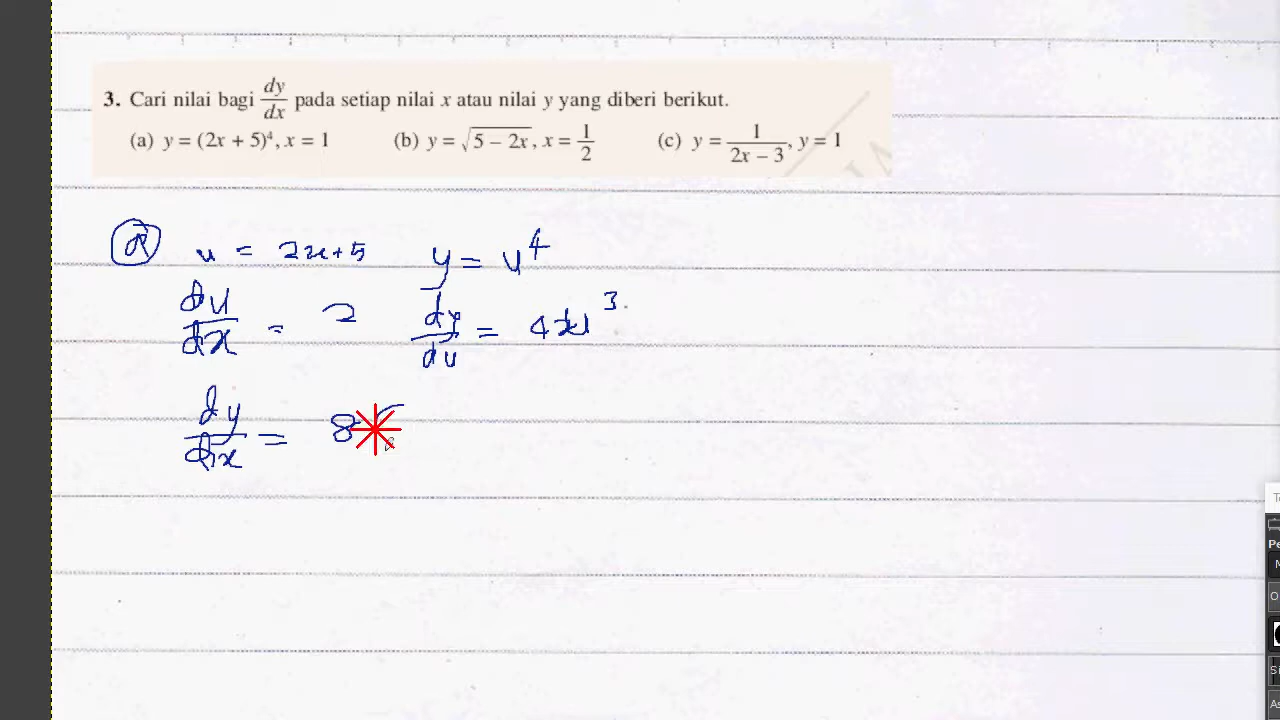 3. Cari nilai bagi dy/dx pada setiap nilai x atau nilai y yang diberi berikut.
(a) y = (2x + 5)⁴, x = 1 (b) y = √(5 − 2x), x = 1/2 (c) y = 1/(2x − 3), y = 1
(a) u = 2x+5 y = u⁴
du/dx = 2 dy/du = 4u³
dy/dx = 8
Pe